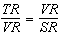 TR/VR = VR/SR